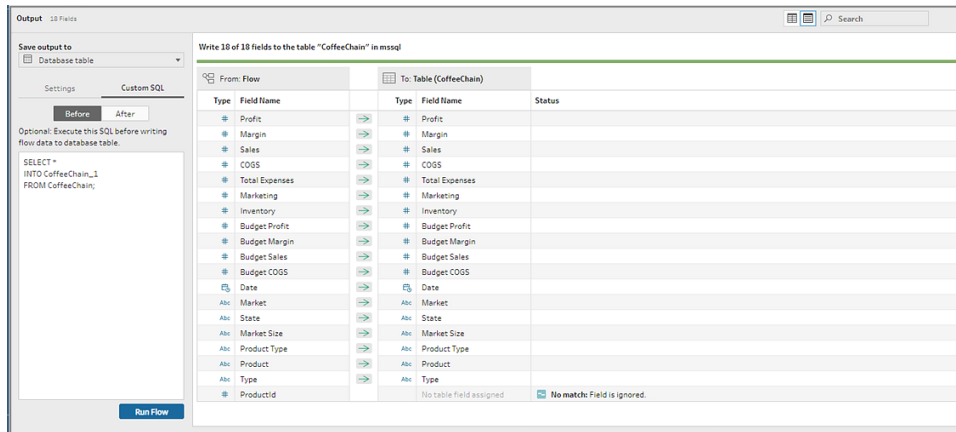 Output 18 Fields
Search
Save output to
Database table
Settings Custom SQL
Before After
Optional: Execute this SQL before writing
flow data to database table.
SELECT *
INTO CoffeeChain_1
FROM CoffeeChain;
Run Flow
Write 18 of 18 fields to the table "CoffeeChain" in mssql
From: Flow To: Table (CoffeeChain)
Type Field Name Type Field Name Status
# Profit # Profit
# Margin # Margin
# Sales # Sales
# COGS # COGS
# Total Expenses # Total Expenses
# Marketing # Marketing
# Inventory # Inventory
# Budget Profit # Budget Profit
# Budget Margin # Budget Margin
# Budget Sales # Budget Sales
# Budget COGS # Budget COGS
Date Date
Abc Market Abc Market
Abc State Abc State
Abc Market Size Abc Market Size
Abc Product Type Abc Product Type
Abc Product Abc Product
Abc Type Abc Type
# ProductId No table field assigned No match: Field is ignored.